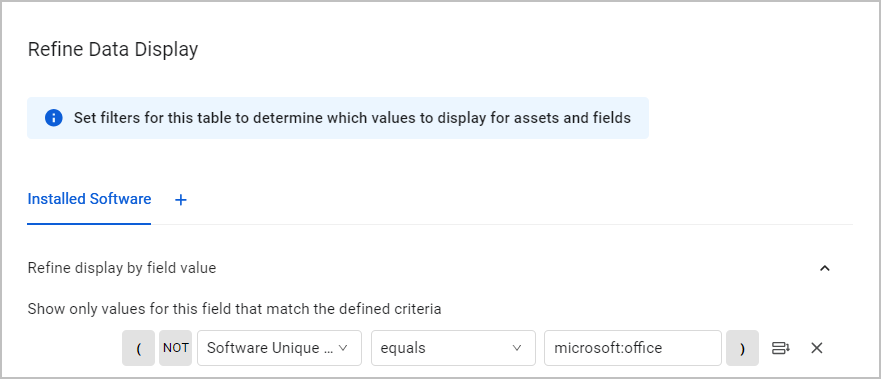 Refine Data Display
Set filters for this table to determine which values to display for assets and fields
Installed Software +
Refine display by field value
Show only values for this field that match the defined criteria
( NOT Software Unique ... equals microsoft:office )